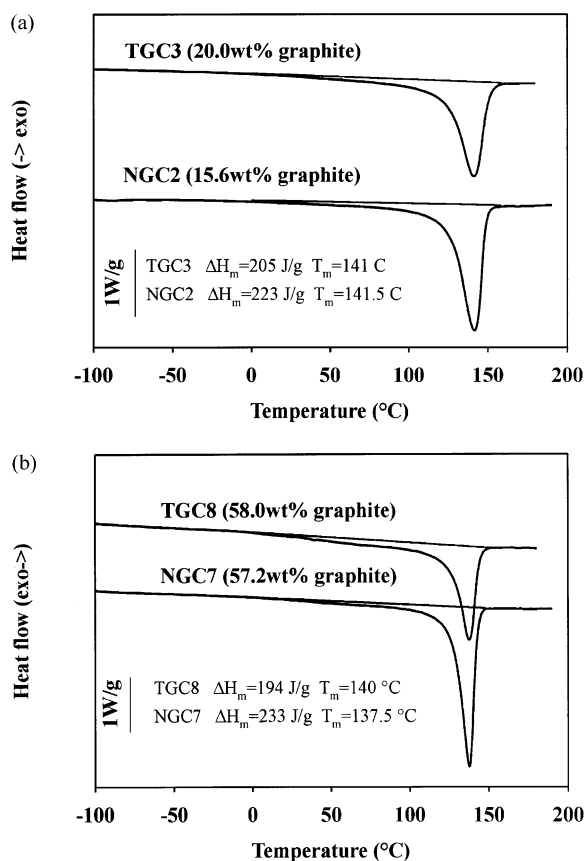 (a)
TGC3 (20.0wt% graphite)
NGC2 (15.6wt% graphite)
Heat flow (-> exo)
1W/g
TGC3 ΔHm=205 J/g Tm=141 C
NGC2 ΔHm=223 J/g Tm=141.5 C
-100 -50 0 50 100 150 200
Temperature (°C)
(b)
TGC8 (58.0wt% graphite)
NGC7 (57.2wt% graphite)
Heat flow (exo->)
1W/g
TGC8 ΔHm=194 J/g Tm=140 °C
NGC7 ΔHm=233 J/g Tm=137.5 °C
-100 -50 0 50 100 150 200
Temperature (°C)